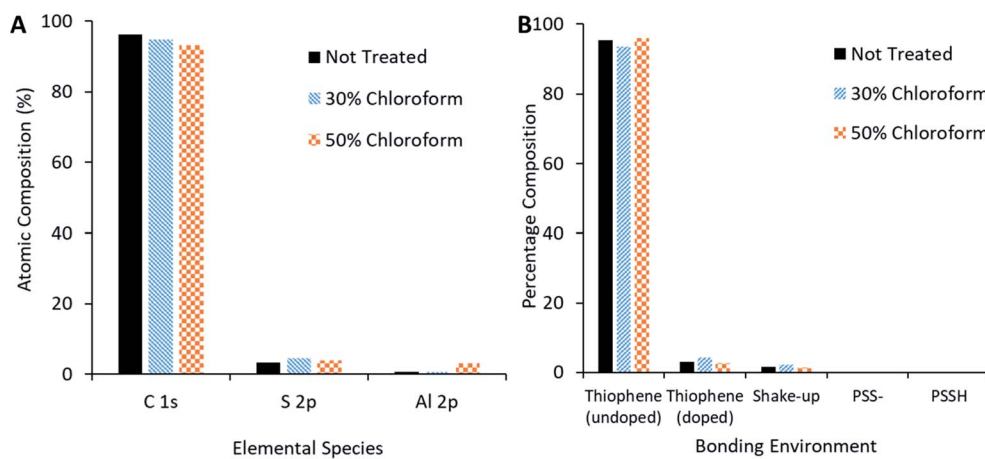 A
Atomic Composition (%)
100
80
60
40
20
0
Not Treated
30% Chloroform
50% Chloroform
C 1s
S 2p
Al 2p
Elemental Species
B
Percentage Composition
100
80
60
40
20
0
Not Treated
30% Chloroform
50% Chloroform
Thiophene
(undoped)
Thiophene
(doped)
Shake-up
PSS-
PSSH
Bonding Environment